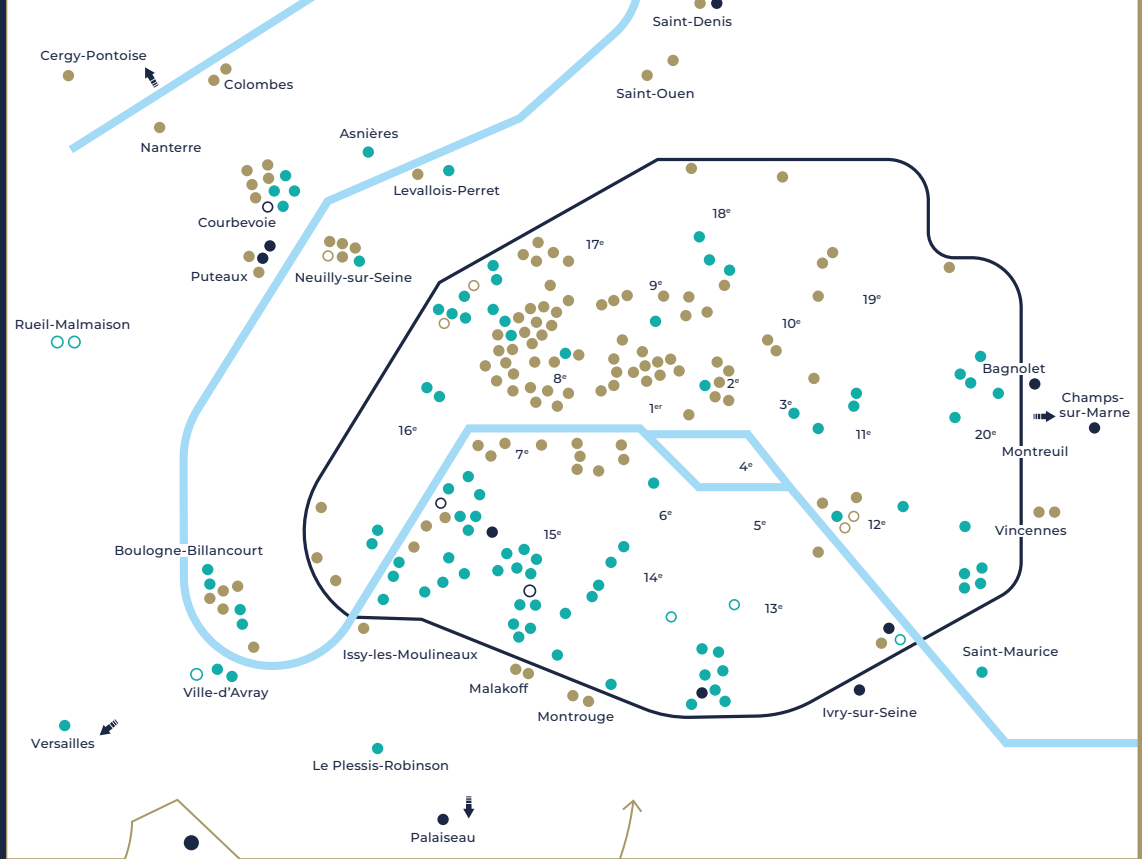 Saint-Denis
Cergy-Pontoise
Colombes
Saint-Ouen
Asnières
Nanterre
Levallois-Perret
18ᵉ
Courbevoie
17ᵉ
Puteaux
Neuilly-sur-Seine
9ᵉ
19ᵉ
Rueil-Malmaison
10ᵉ
Bagnolet
8ᵉ
2ᵉ
Champs-
sur-Marne
1ᵉʳ
3ᵉ
16ᵉ
11ᵉ
20ᵉ
Montreuil
7ᵉ
4ᵉ
6ᵉ
5ᵉ
12ᵉ
Vincennes
15ᵉ
Boulogne-Billancourt
14ᵉ
13ᵉ
Issy-les-Moulineaux
Saint-Maurice
Ville-d’Avray
Malakoff
Montrouge
Ivry-sur-Seine
Versailles
Le Plessis-Robinson
Palaiseau